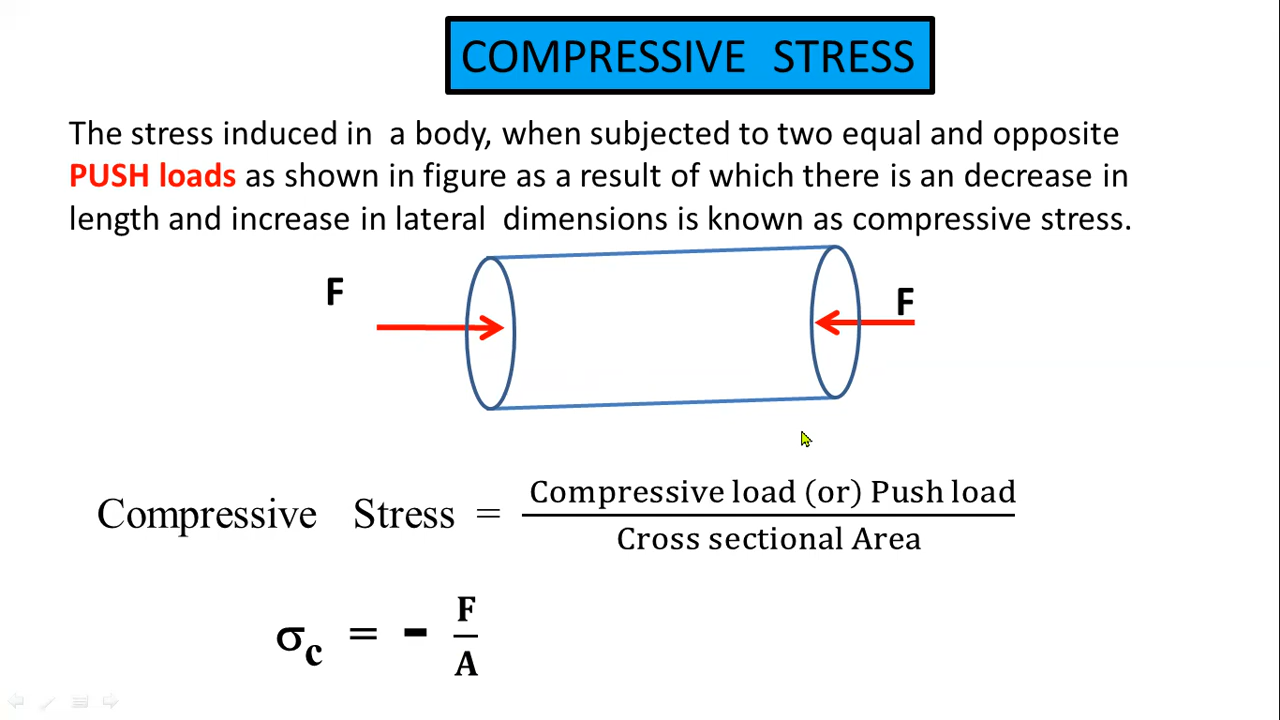 COMPRESSIVE STRESS
The stress induced in a body, when subjected to two equal and opposite
PUSH loads as shown in figure as a result of which there is an decrease in
length and increase in lateral dimensions is known as compressive stress.
F
F
Compressive Stress = Compressive load (or) Push load
Cross sectional Area
σc = - F
A